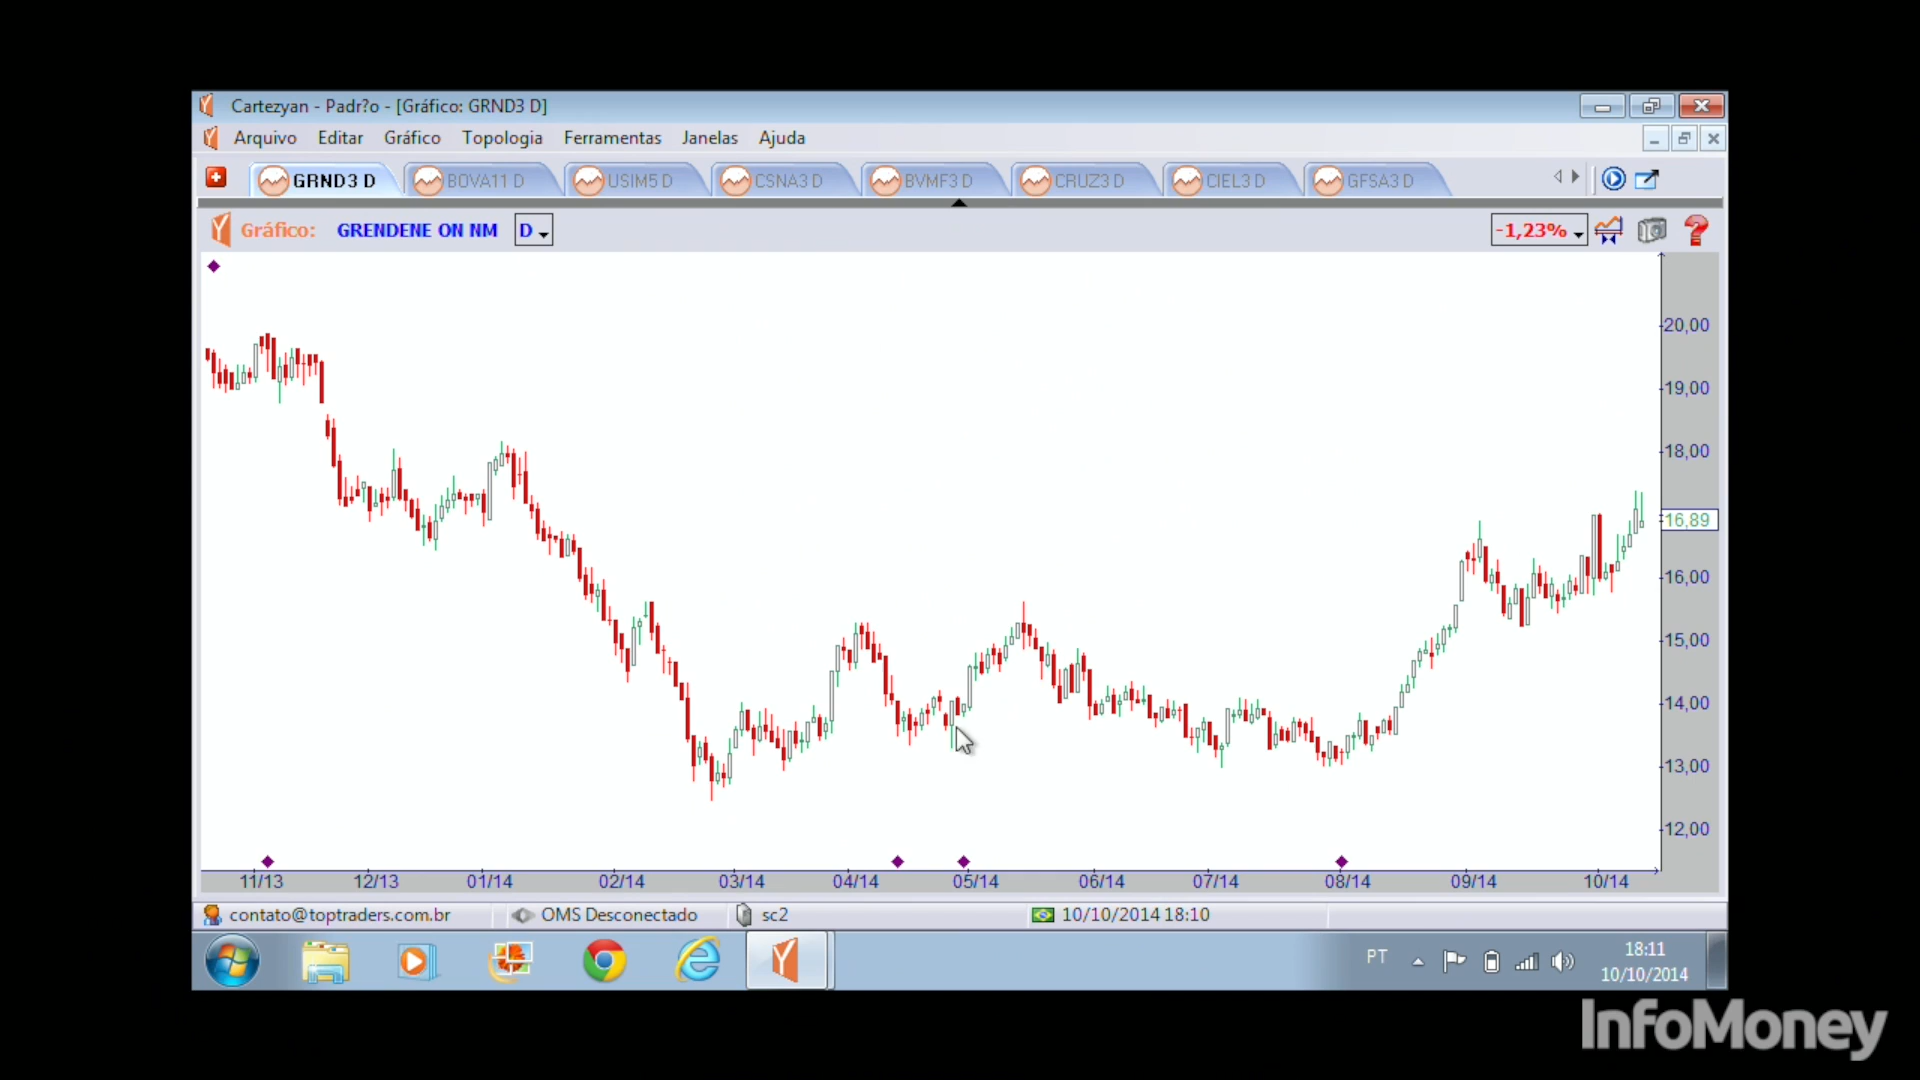 Cartezyan - Padr?o - [Gráfico: GRND3 D]
Arquivo Editar Gráfico Topologia Ferramentas Janelas Ajuda
GRND3 D BOVA11 D USIM5 D CSNA3 D BVMF3 D CRUZ3 D CIEL3 D GFSA3 D
Gráfico: GRENDENE ON NM D -1,23%
20,00
19,00
18,00
16,89
16,00
15,00
14,00
13,00
12,00
11/13 12/13 01/14 02/14 03/14 04/14 05/14 06/14 07/14 08/14 09/14 10/14
contato@toptraders.com.br OMS Desconectado sc2 10/10/2014 18:10
PT 18:11
10/10/2014
InfoMoney